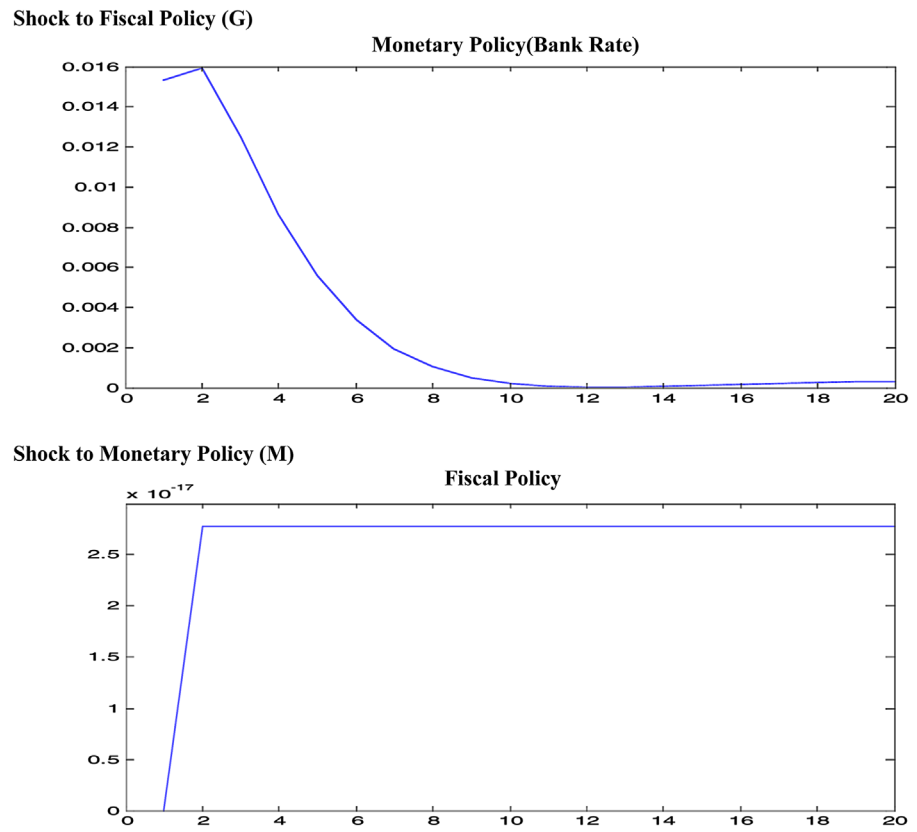 Shock to Fiscal Policy (G)
Monetary Policy(Bank Rate)
0.016
0.014
0.012
0.01
0.008
0.006
0.004
0.002
0
0 2 4 6 8 10 12 14 16 18 20
Shock to Monetary Policy (M)
Fiscal Policy
x 10-17
2.5
2
1.5
1
0.5
0
0 2 4 6 8 10 12 14 16 18 20